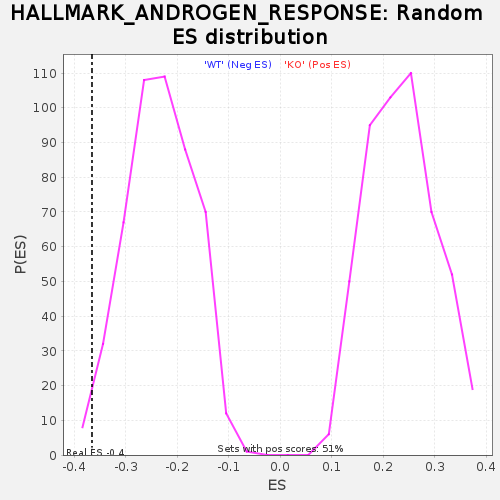 HALLMARK_ANDROGEN_RESPONSE: Random
ES distribution
'WT' (Neg ES) 'KO' (Pos ES)
110
100
90
80
70
60
50
40
30
20
10
0
P(ES)
Real ES -0.4
Sets with pos scores: 51%
-0.4 -0.3 -0.2 -0.1 0.0 0.1 0.2 0.3 0.4
ES